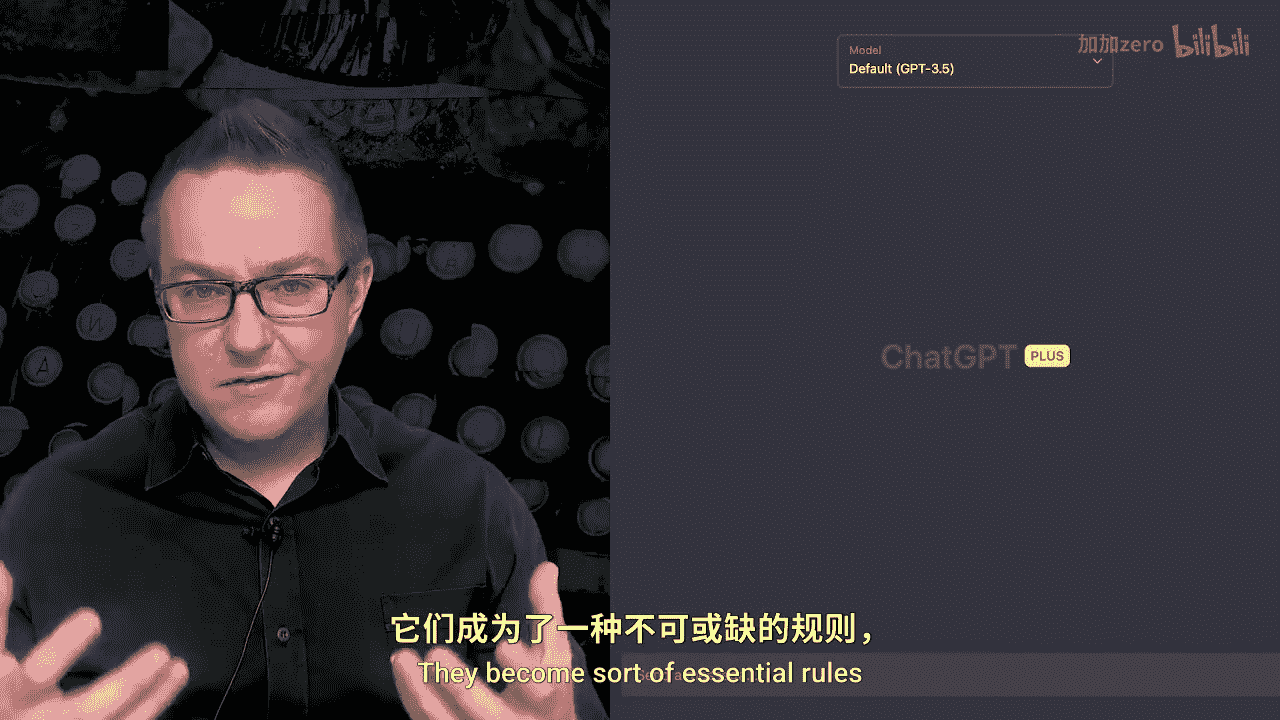 加加zero bilibili
Model
Default (GPT-3.5)
ChatGPT PLUS
它们成为了一种不可或缺的规则，
They become sort of essential rules